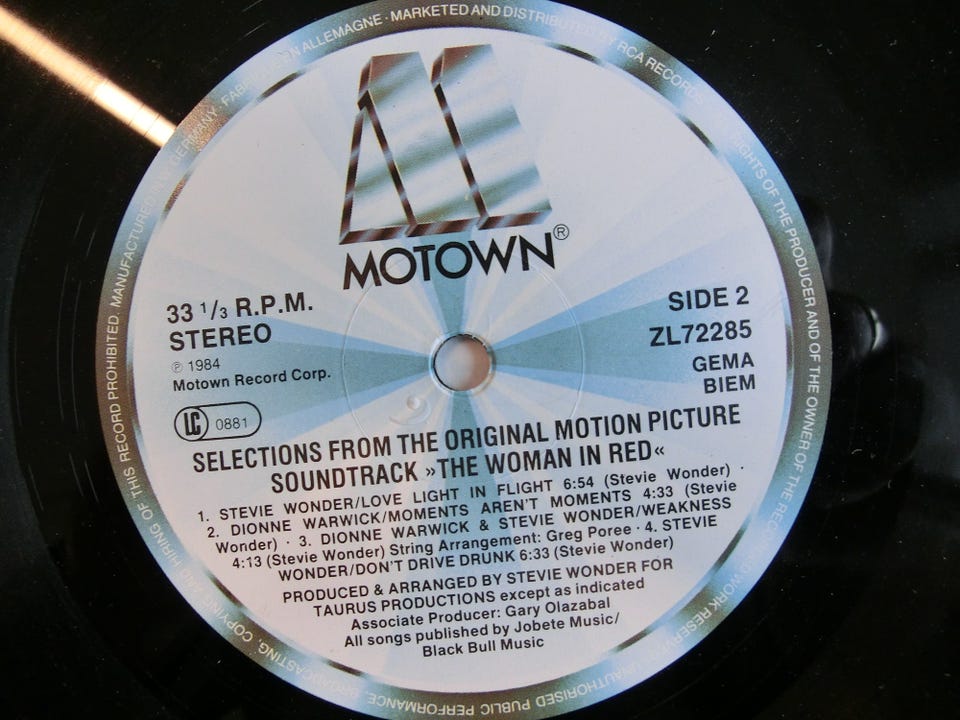 MOTOWN®
33 1/3 R.P.M.
STEREO
℗ 1984
Motown Record Corp.
LC 0881
SIDE 2
ZL72285
GEMA
BIEM
SELECTIONS FROM THE ORIGINAL MOTION PICTURE
SOUNDTRACK »THE WOMAN IN RED«
1. STEVIE WONDER/LOVE LIGHT IN FLIGHT 6:54 (Stevie Wonder) ·
2. DIONNE WARWICK/MOMENTS AREN'T MOMENTS 4:33 (Stevie
Wonder) · 3. DIONNE WARWICK & STEVIE WONDER/WEAKNESS
4:13 (Stevie Wonder) String Arrangement: Greg Poree · 4. STEVIE
WONDER/DON'T DRIVE DRUNK 6:33 (Stevie Wonder)
PRODUCED & ARRANGED BY STEVIE WONDER FOR
TAURUS PRODUCTIONS except as indicated
Associate Producer: Gary Olazabal
All songs published by Jobete Music/
Black Bull Music
MANUFACTURED IN GERMANY · EN ALLEMAGNE · MARKETED AND DISTRIBUTED BY RCA RECORDS · RIGHTS OF THE PRODUCER AND OF THE OWNER OF THE WORK UNAUTHORISED PUBLIC PERFORMANCE, BROADCASTING, COPYING AND HIRING OF THIS RECORD PROHIBITED.